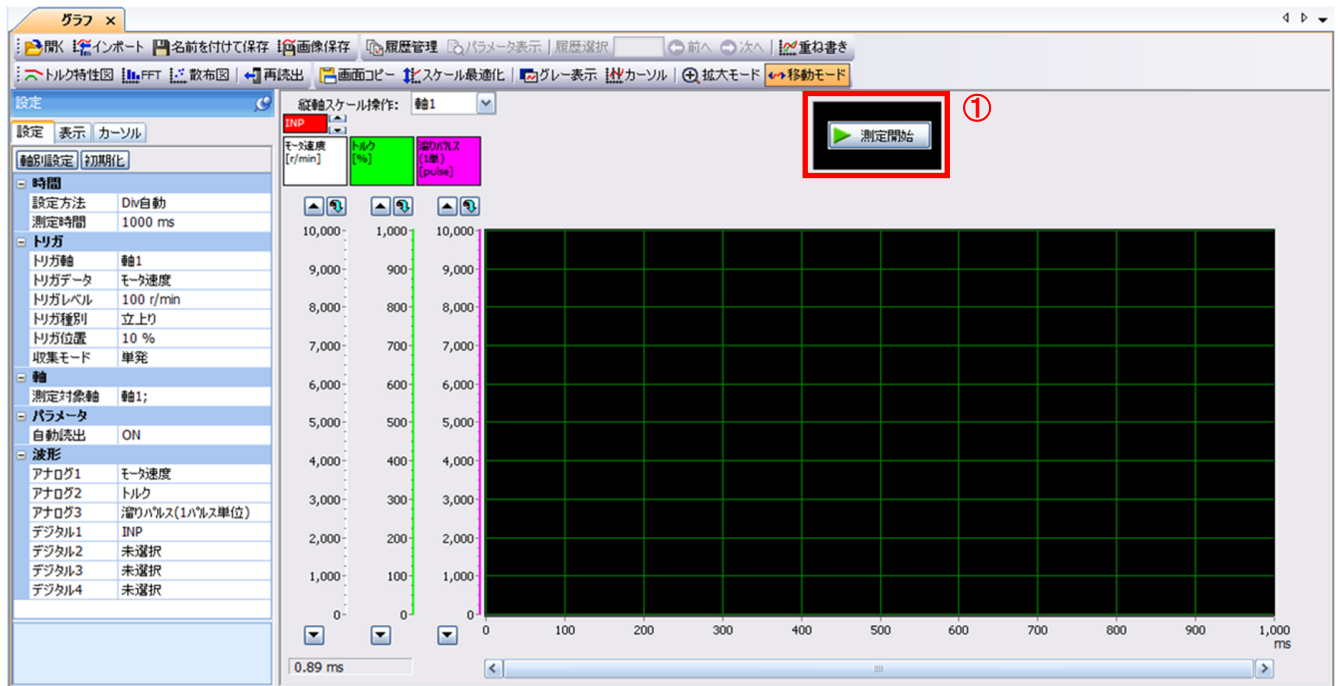 グラフ ×
開く インポート 名前を付けて保存 画像保存 履歴管理 パラメータ表示 履歴選択 前へ 次へ 重ね書き
トルク特性図 FFT 散布図 再読出 画面コピー スケール最適化 グレー表示 カーソル 拡大モード 移動モード
設定
設定 表示 カーソル
軸別設定 初期化
時間
設定方法 Div自動
測定時間 1000 ms
トリガ
トリガ軸 軸1
トリガデータ モータ速度
トリガレベル 100 r/min
トリガ種別 立上り
トリガ位置 10 %
収集モード 単発
軸
測定対象軸 軸1;
パラメータ
自動読出 ON
波形
アナログ1 モータ速度
アナログ2 トルク
アナログ3 溜りパルス(1パルス単位)
デジタル1 INP
デジタル2 未選択
デジタル3 未選択
デジタル4 未選択
縦軸スケール操作: 軸1
INP
モータ速度 [r/min]
トルク [%]
溜りパルス (1単) [pulse]
測定開始
①
10,000 1,000 10,000
9,000 900 9,000
8,000 800 8,000
7,000 700 7,000
6,000 600 6,000
5,000 500 5,000
4,000 400 4,000
3,000 300 3,000
2,000 200 2,000
1,000 100 1,000
0 0 0
0 100 200 300 400 500 600 700 800 900 1,000
ms
0.89 ms